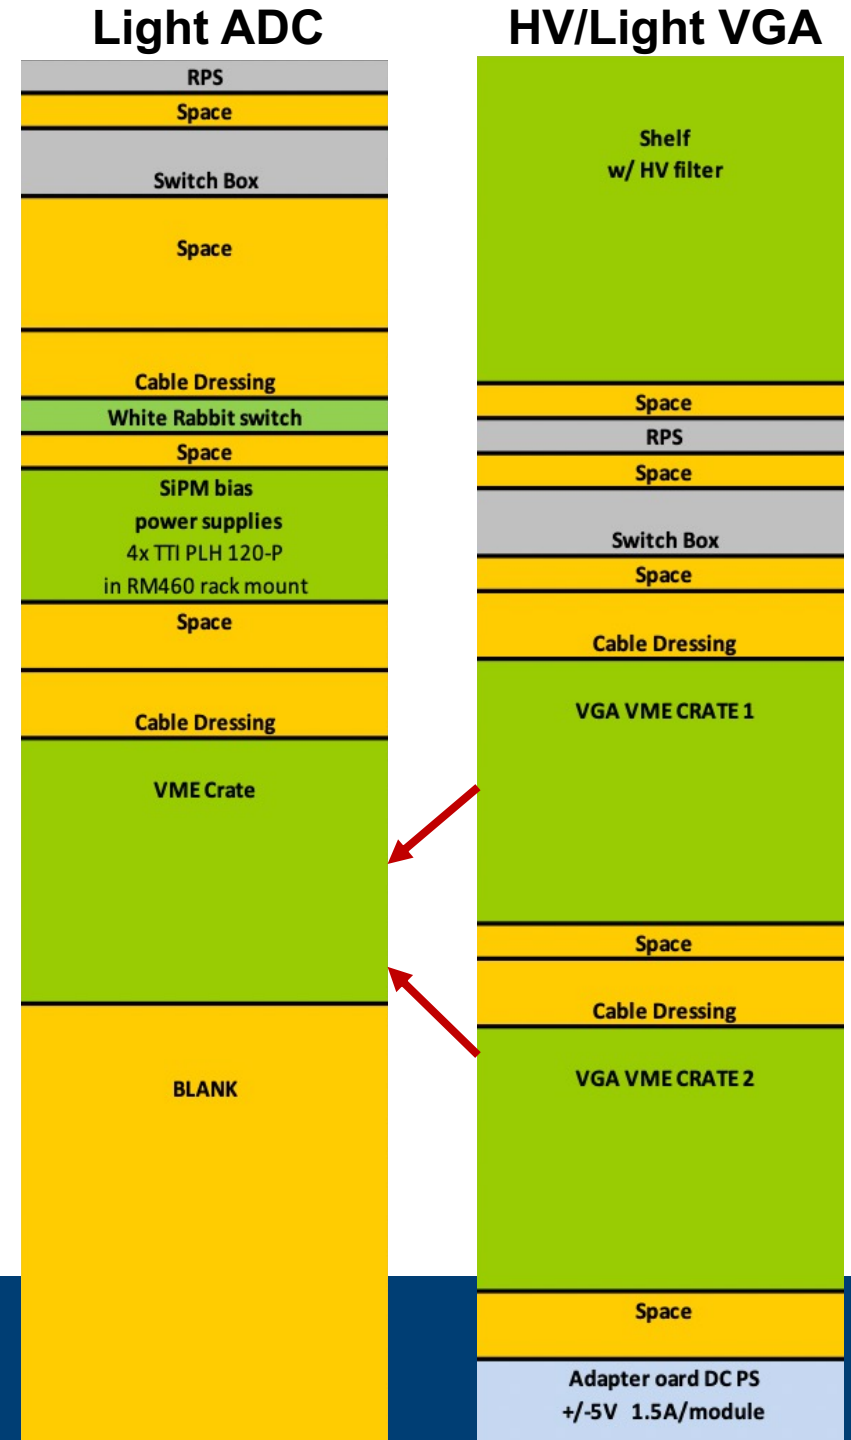 Light ADC
RPS
Space
Switch Box
Space
Cable Dressing
White Rabbit switch
Space
SiPM bias
power supplies
4x TTI PLH 120-P
in RM460 rack mount
Space
Cable Dressing
VME Crate
BLANK
HV/Light VGA
Shelf
w/ HV filter
Space
RPS
Space
Switch Box
Space
Cable Dressing
VGA VME CRATE 1
Space
Cable Dressing
VGA VME CRATE 2
Space
Adapter oard DC PS
+/-5V 1.5A/module